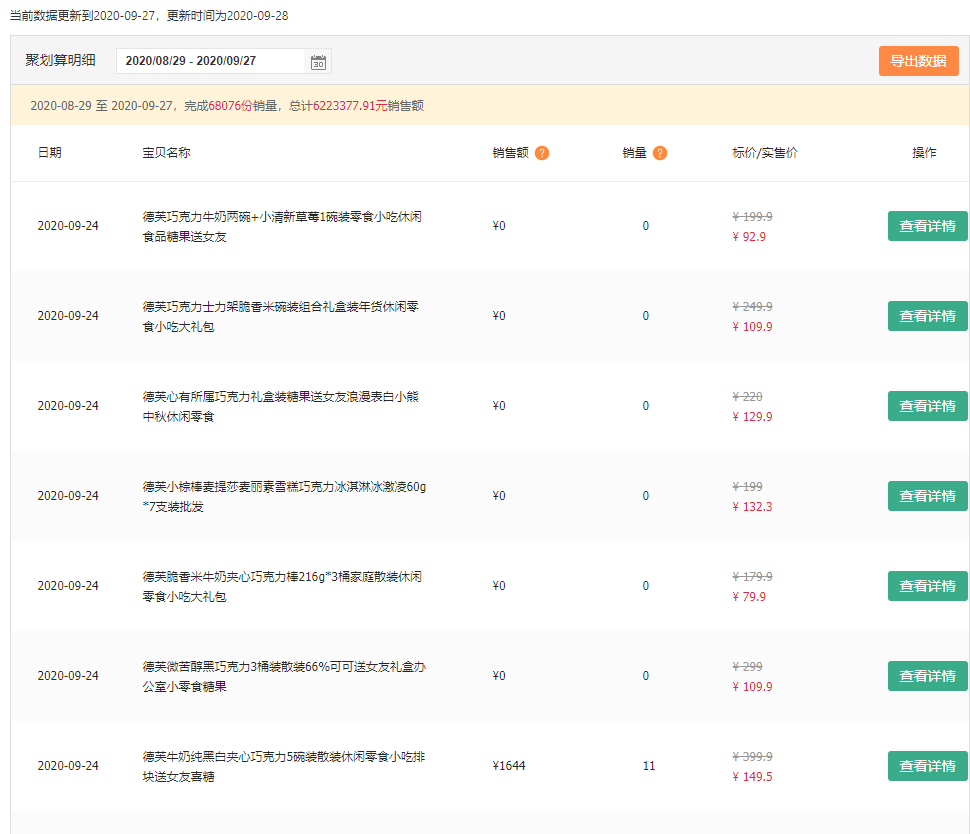 当前数据更新到2020-09-27，更新时间为2020-09-28
聚划算明细 2020/08/29 - 2020/09/27 30 导出数据
2020-08-29 至 2020-09-27，完成68076份销量，总计6223377.91元销售额
日期 宝贝名称 销售额 ? 销量 ? 标价/实售价 操作
德芙巧克力牛奶两碗+小清新草莓1碗装零食小吃休闲 ¥ 199.9
2020-09-24 ¥0 0 查看详情
食品糖果送女友 ¥ 92.9
德芙巧克力士力架脆香米碗装组合礼盒装年货休闲零 ¥ 249.9
2020-09-24 ¥0 0 查看详情
食小吃大礼包 ¥ 109.9
德芙心有所属巧克力礼盒装糖果送女友浪漫表白小熊 ¥ 220
2020-09-24 ¥0 0 查看详情
中秋休闲零食 ¥ 129.9
德芙小棕棒麦提莎麦丽素雪糕巧克力冰淇淋冰激凌60g ¥ 199
2020-09-24 ¥0 0 查看详情
*7支装批发 ¥ 132.3
德芙脆香米牛奶夹心巧克力棒216g*3桶家庭散装休闲 ¥ 179.9
2020-09-24 ¥0 0 查看详情
零食小吃大礼包 ¥ 79.9
德芙微苦醇黑巧克力3桶装散装66%可可送女友礼盒办 ¥ 299
2020-09-24 ¥0 0 查看详情
公室小零食糖果 ¥ 109.9
德芙牛奶纯黑白夹心巧克力5碗装散装休闲零食小吃排 ¥ 399.9
2020-09-24 ¥1644 11 查看详情
块送女友喜糖 ¥ 149.5